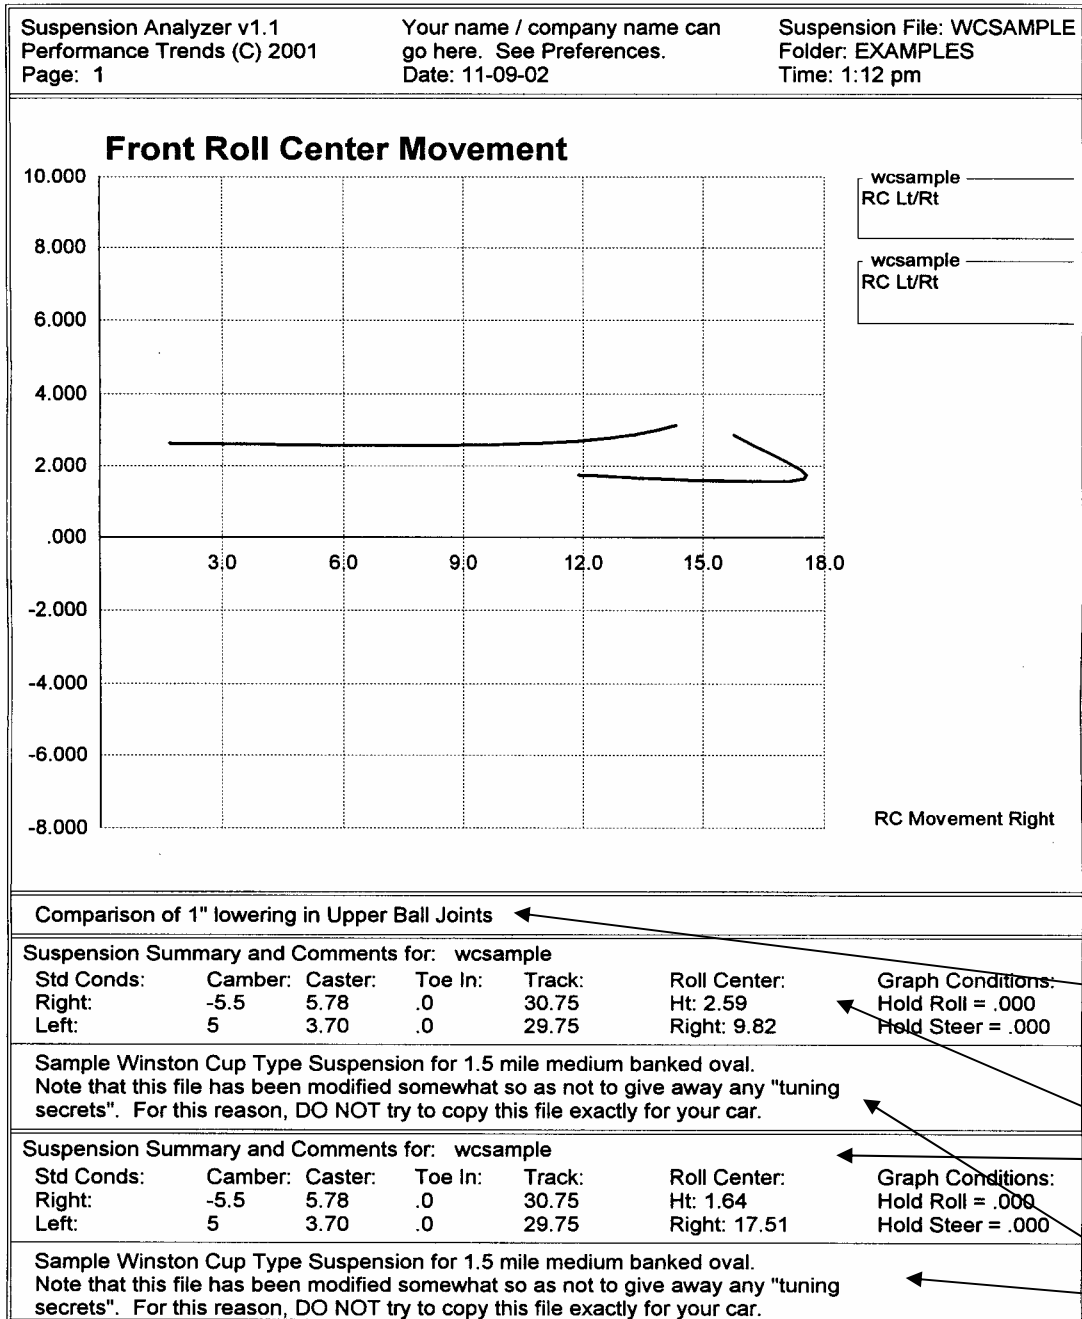 Suspension Analyzer v1.1 Your name / company name can Suspension File: WCSAMPLE
Performance Trends (C) 2001 go here. See Preferences. Folder: EXAMPLES
Page: 1 Date: 11-09-02 Time: 1:12 pm
Front Roll Center Movement
10.000
8.000
6.000
4.000
2.000
.000
-2.000
-4.000
-6.000
-8.000
3.0 6.0 9.0 12.0 15.0 18.0
wcsample
RC Lt/Rt
wcsample
RC Lt/Rt
RC Movement Right
Comparison of 1" lowering in Upper Ball Joints
Suspension Summary and Comments for: wcsample
Std Conds: Camber: Caster: Toe In: Track: Roll Center: Graph Conditions:
Right: -5.5 5.78 .0 30.75 Ht: 2.59 Hold Roll = .000
Left: 5 3.70 .0 29.75 Right: 9.82 Hold Steer = .000
Sample Winston Cup Type Suspension for 1.5 mile medium banked oval.
Note that this file has been modified somewhat so as not to give away any "tuning
secrets". For this reason, DO NOT try to copy this file exactly for your car.
Suspension Summary and Comments for: wcsample
Std Conds: Camber: Caster: Toe In: Track: Roll Center: Graph Conditions:
Right: -5.5 5.78 .0 30.75 Ht: 1.64 Hold Roll = .000
Left: 5 3.70 .0 29.75 Right: 17.51 Hold Steer = .000
Sample Winston Cup Type Suspension for 1.5 mile medium banked oval.
Note that this file has been modified somewhat so as not to give away any "tuning
secrets". For this reason, DO NOT try to copy this file exactly for your car.